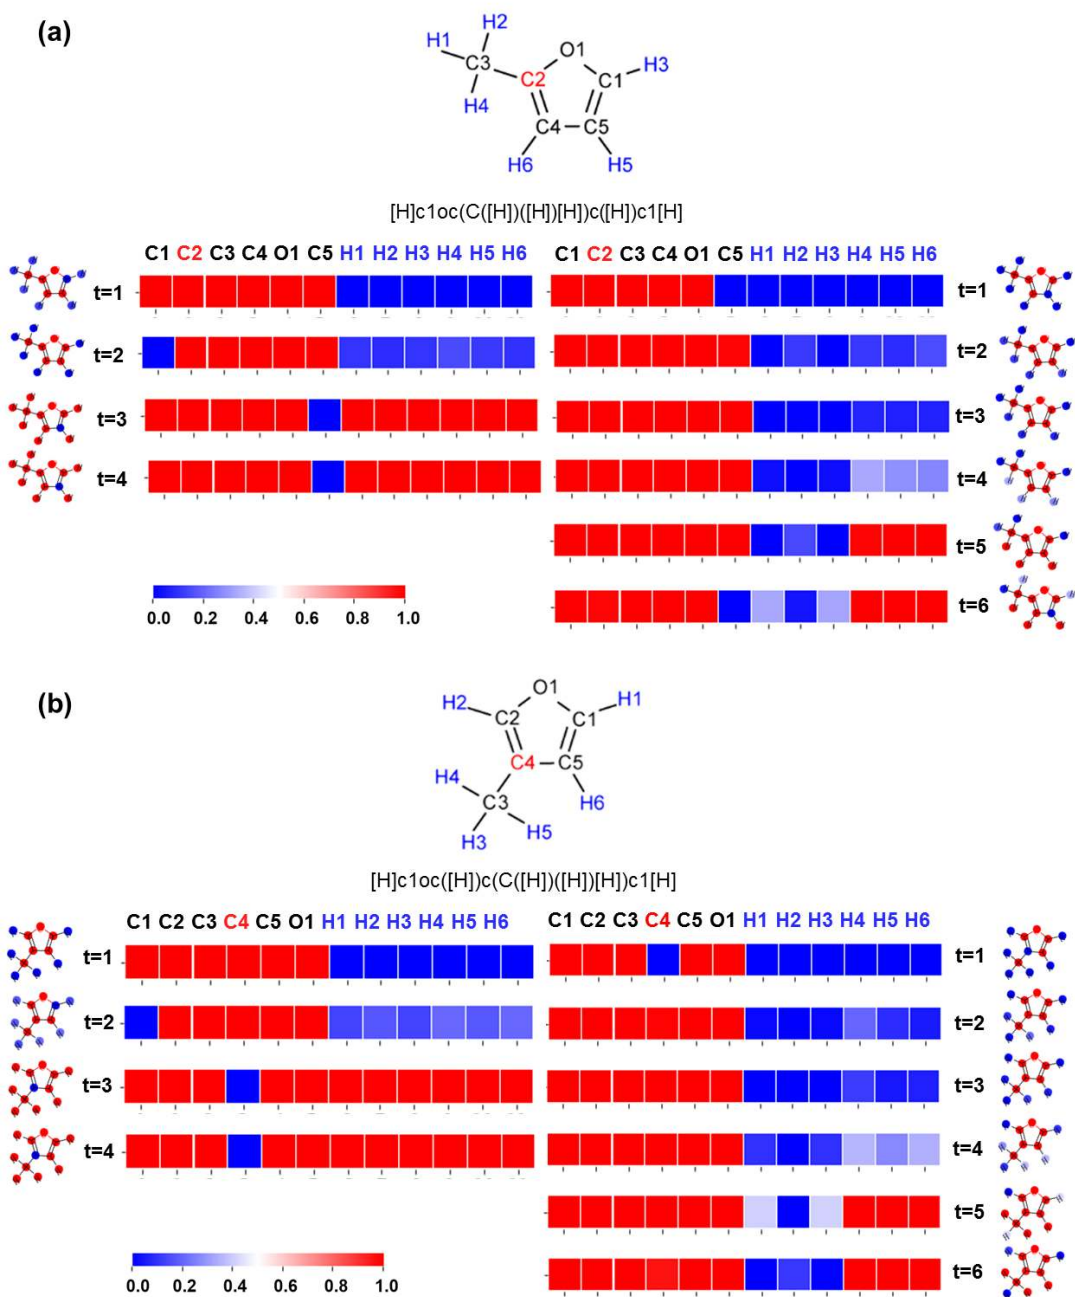 (a)
H2
H1
O1
C3
H3
C2
C1
H4
C4
C5
H6
H5
[H]c1oc(C([H])([H])[H])c([H])c1[H]
C1 C2 C3 C4 O1 C5 H1 H2 H3 H4 H5 H6
C1 C2 C3 C4 O1 C5 H1 H2 H3 H4 H5 H6
t=1
t=1
t=2
t=2
t=3
t=3
t=4
t=4
t=5
t=6
0.0 0.2 0.4 0.6 0.8 1.0
(b)
O1
H2
H1
C2
C1
C4
C5
H4
C3
H6
H5
H3
[H]c1oc([H])c(C([H])([H])[H])c1[H]
C1 C2 C3 C4 C5 O1 H1 H2 H3 H4 H5 H6
C1 C2 C3 C4 C5 O1 H1 H2 H3 H4 H5 H6
t=1
t=1
t=2
t=2
t=3
t=3
t=4
t=4
t=5
t=6
0.0 0.2 0.4 0.6 0.8 1.0